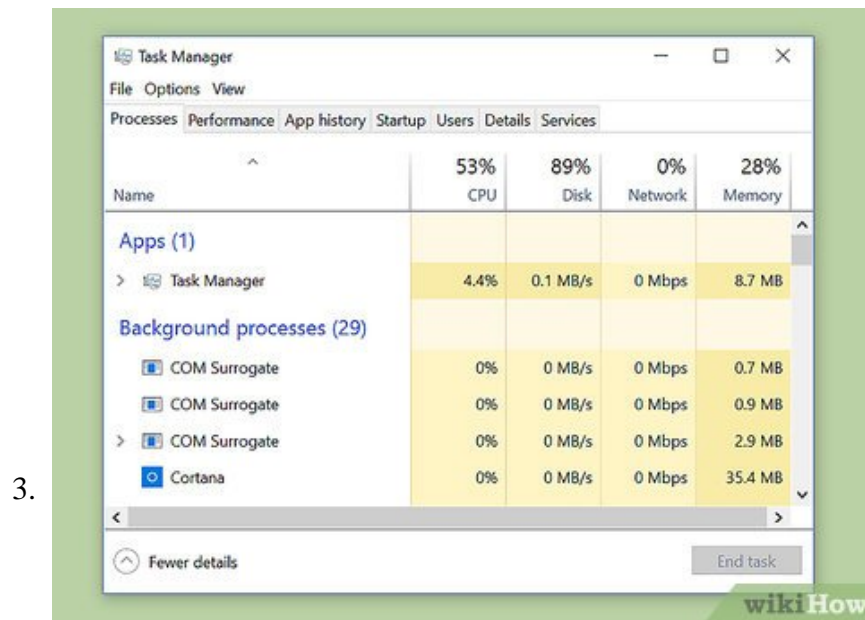 Task Manager
File Options View
Processes Performance App history Startup Users Details Services
53% 89% 0% 28%
Name CPU Disk Network Memory
Apps (1)
Task Manager 4.4% 0.1 MB/s 0 Mbps 8.7 MB
Background processes (29)
COM Surrogate 0% 0 MB/s 0 Mbps 0.7 MB
COM Surrogate 0% 0 MB/s 0 Mbps 0.9 MB
COM Surrogate 0% 0 MB/s 0 Mbps 2.9 MB
Cortana 0% 0 MB/s 0 Mbps 35.4 MB
3.
Fewer details End task
wikiHow